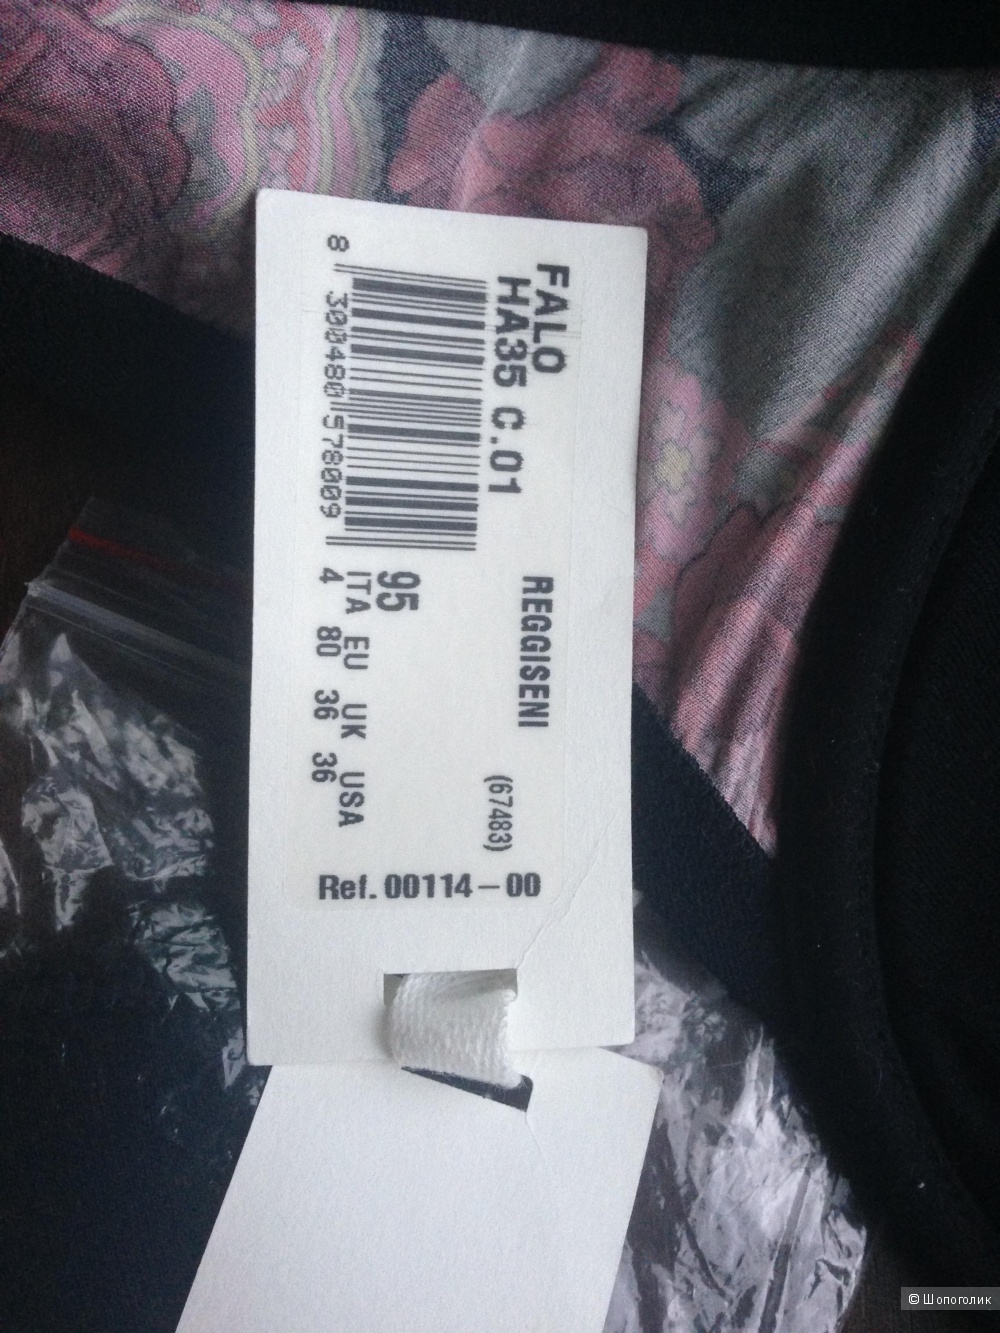 FALO
HA35 C.01
REGGISENI
(67483)
8 300480 578009
95
ITA EU UK USA
4 80 36 36
Ref. 00114-00
© Шопоголик